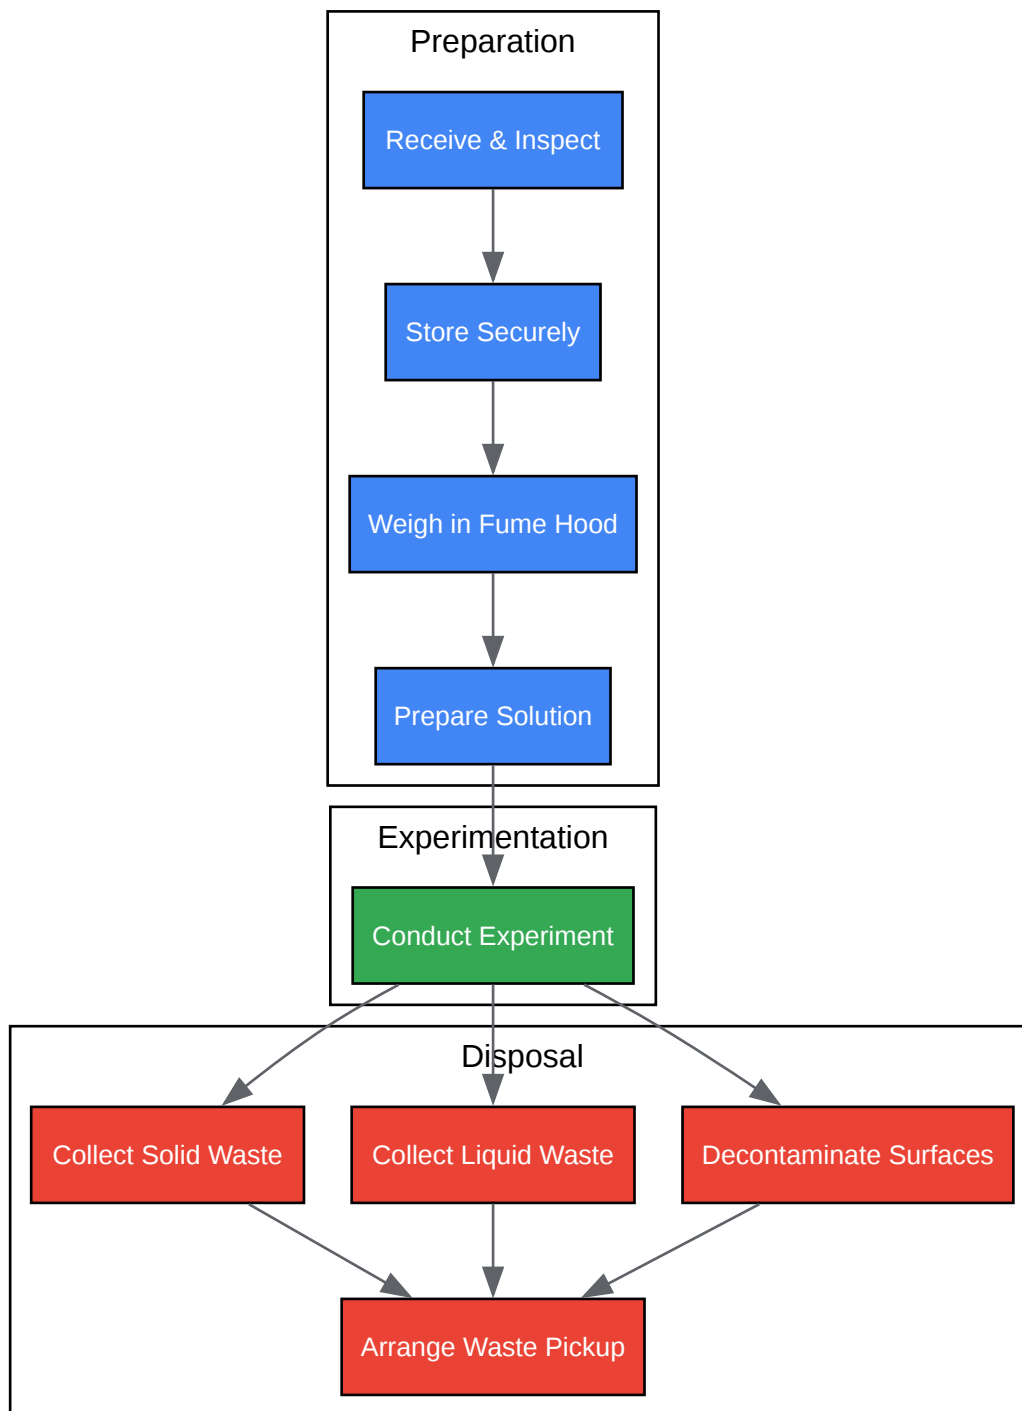 Preparation
Receive & Inspect
Store Securely
Weigh in Fume Hood
Prepare Solution
Experimentation
Conduct Experiment
Disposal
Collect Solid Waste
Collect Liquid Waste
Decontaminate Surfaces
Arrange Waste Pickup